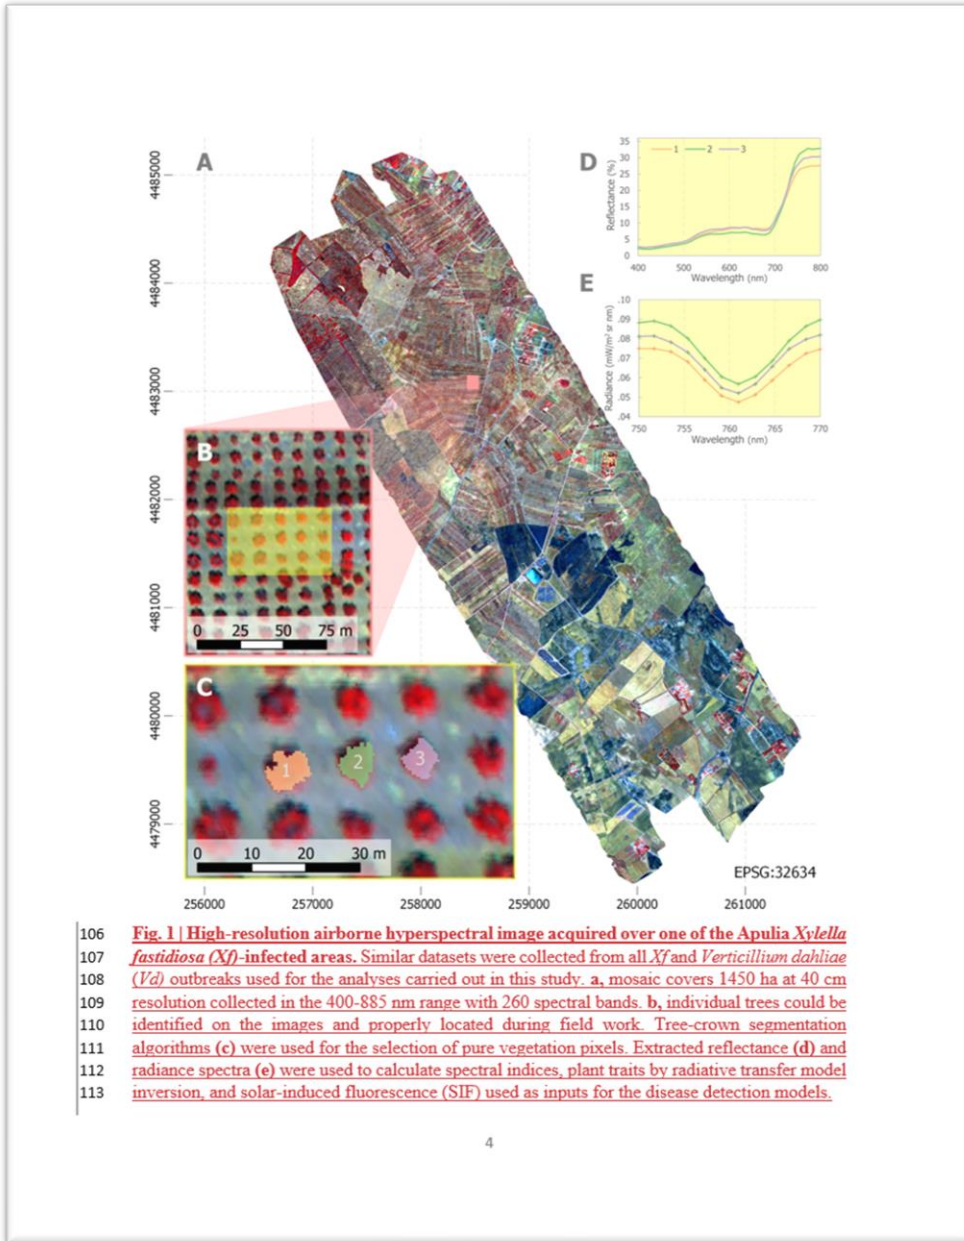 A
4485000
4484000
4483000
4482000
4481000
4480000
4479000
D
35
30
25
20
15
10
5
0
Reflectance (%)
1 2 3
400 500 600 700 800
Wavelength (nm)
E
.10
.09
.08
.07
.06
.05
.04
Radiance (mW/m² sr nm)
750 755 760 765 770
Wavelength (nm)
B
0 25 50 75 m
C
1
2
3
0 10 20 30 m
EPSG:32634
256000 257000 258000 259000 260000 261000
106 Fig. 1 | High-resolution airborne hyperspectral image acquired over one of the Apulia Xylella
107 fastidiosa (Xf)-infected areas. Similar datasets were collected from all Xf and Verticillium dahliae
108 (Vd) outbreaks used for the analyses carried out in this study. a, mosaic covers 1450 ha at 40 cm
109 resolution collected in the 400-885 nm range with 260 spectral bands. b, individual trees could be
110 identified on the images and properly located during field work. Tree-crown segmentation
111 algorithms (c) were used for the selection of pure vegetation pixels. Extracted reflectance (d) and
112 radiance spectra (e) were used to calculate spectral indices, plant traits by radiative transfer model
113 inversion, and solar-induced fluorescence (SIF) used as inputs for the disease detection models.
4